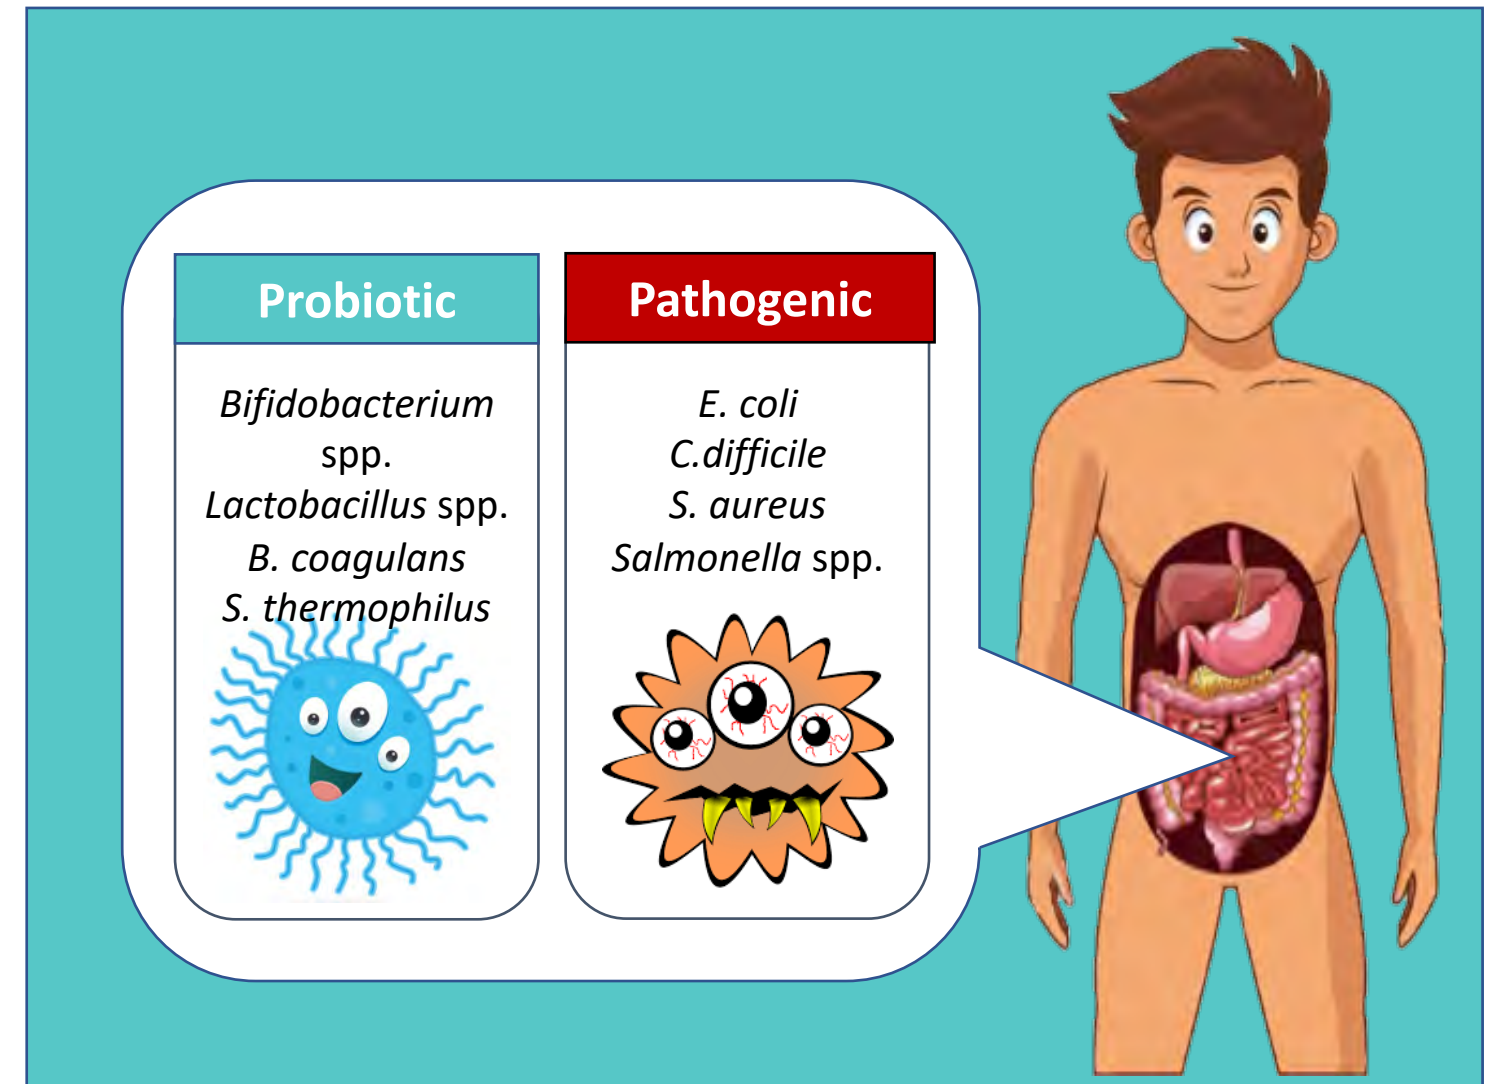 Probiotic
Bifidobacterium
spp.
Lactobacillus spp.
B. coagulans
S. thermophilus
Pathogenic
E. coli
C.difficile
S. aureus
Salmonella spp.